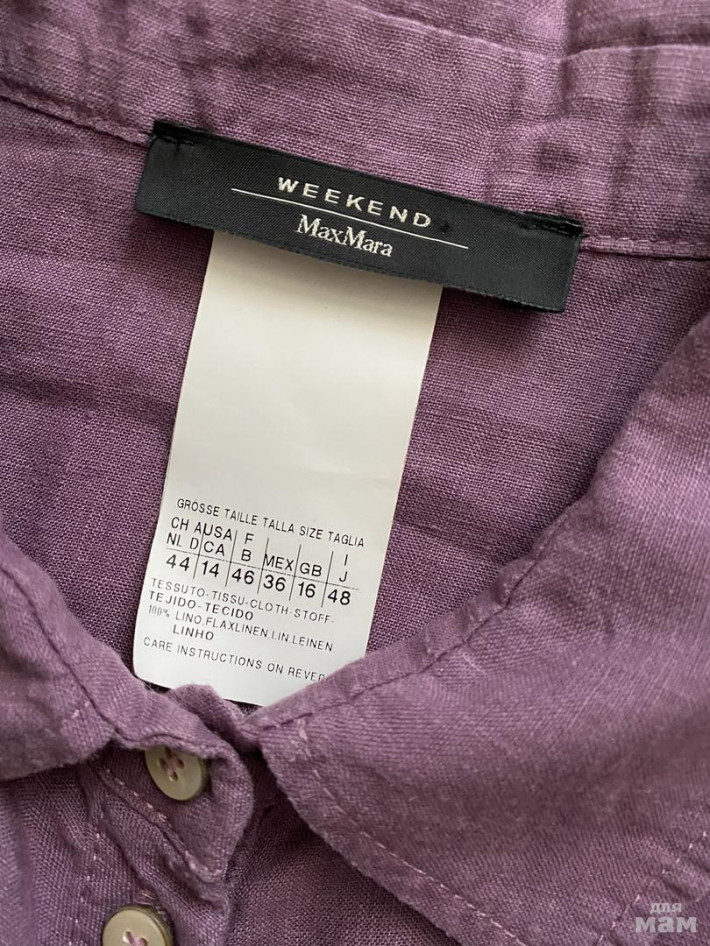 WEEKEND
MaxMara
GROSSE TAILLE TALLA SIZE TAGLIA
CH A USA F I
NL D CA B MEX GB J
44 14 46 36 16 48
TESSUTO-TISSU-CLOTH-STOFF-
TEJIDO-TECIDO
100% LINO.FLAXLINEN.LIN.LEINEN
LINHO
CARE INSTRUCTIONS ON REVER
для
мам